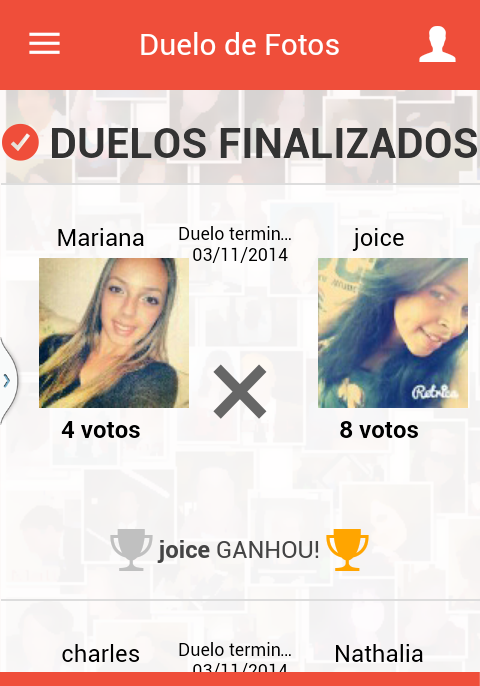 Duelo de Fotos
DUELOS FINALIZADOS
Mariana
Duelo termin...
03/11/2014
joice
Retrica
4 votos
8 votos
joice GANHOU!
charles
Duelo termin...
03/11/2014
Nathalia